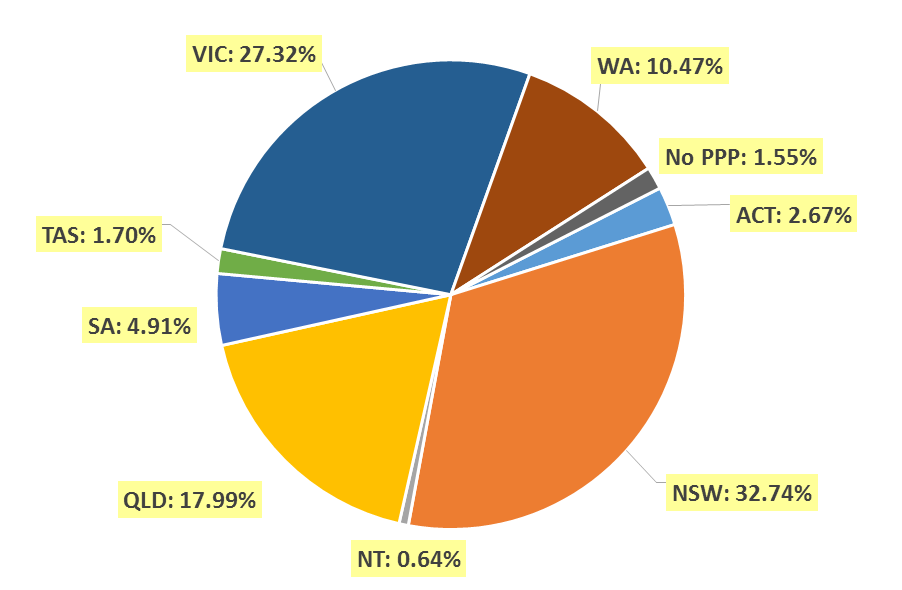 VIC: 27.32%
WA: 10.47%
No PPP: 1.55%
ACT: 2.67%
TAS: 1.70%
SA: 4.91%
QLD: 17.99%
NSW: 32.74%
NT: 0.64%